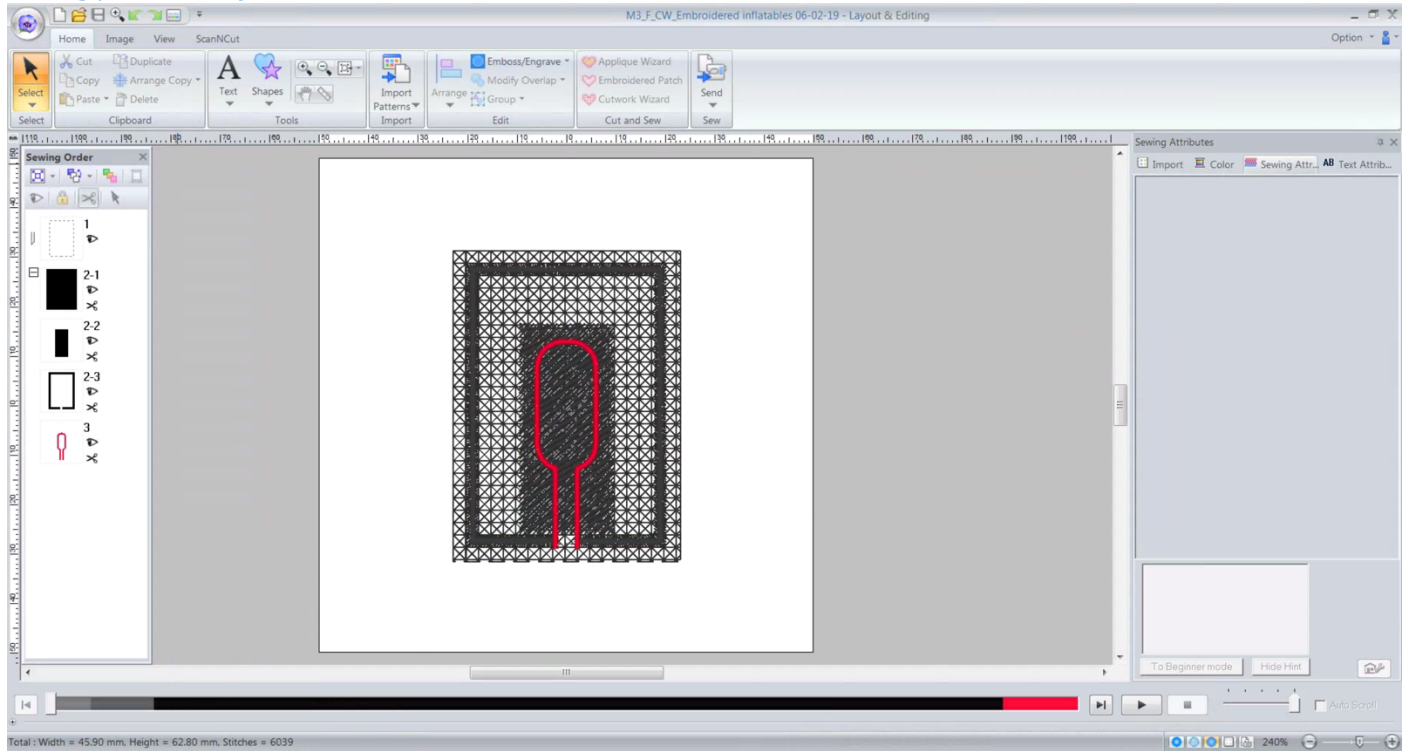 M3_F_CW_Embroidered inflatables 06-02-19 - Layout & Editing
Home Image View ScanNCut Option
Select
Cut
Copy
Paste
Duplicate
Arrange Copy
Delete
Text
Shapes
Import
Patterns
Arrange
Emboss/Engrave
Modify Overlap
Group
Applique Wizard
Embroidered Patch
Cutwork Wizard
Send
Select Clipboard Tools Import Edit Cut and Sew Sew
Sewing Order
1
2-1
2-2
2-3
3
Sewing Attributes
Import Color Sewing Attr... AB Text Attrib...
To Beginner mode Hide Hint
Auto Scroll
Total : Width = 45.90 mm, Height = 62.80 mm, Stitches = 6039
240%